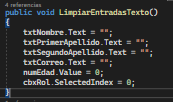 4 referencias
public void LimpiarEntradasTexto()
{
txtNombre.Text = "";
txtPrimerApellido.Text = "";
txtSegundoApellido.Text = "";
txtCorreo.Text = "";
numEdad.Value = 0;
cbxRol.SelectedIndex = 0;
}